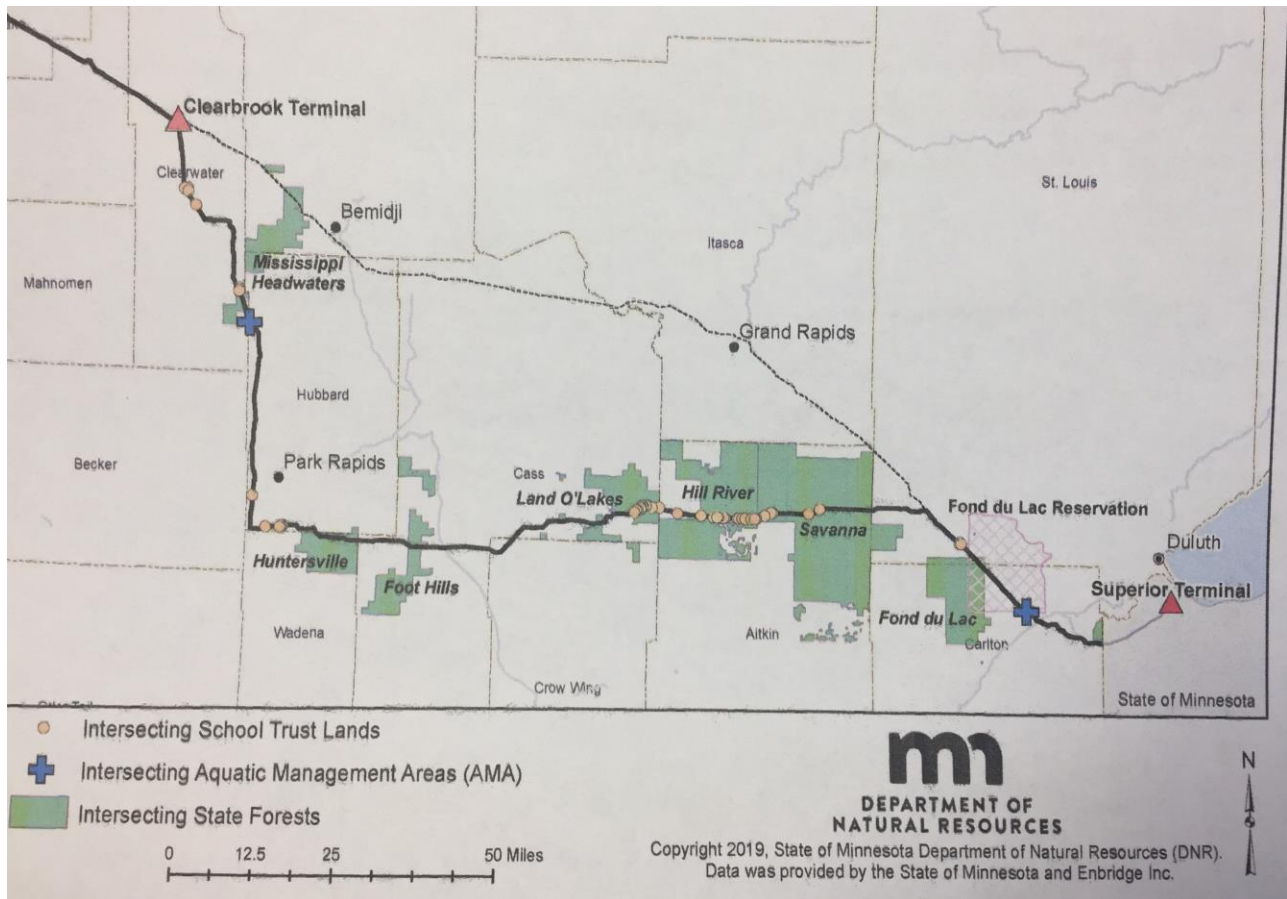 Clearbrook Terminal
Clearwater
Bemidji
St. Louis
Itasca
Mississippi
Headwaters
Mahnomen
Grand Rapids
Hubbard
Becker
Park Rapids
Cass
Land O'Lakes
Hill River
Fond du Lac Reservation
Savanna
Duluth
Huntersville
Foot Hills
Superior Terminal
Fond du Lac
Wadena
Aitkin
Carlton
Crow Wing
State of Minnesota
Intersecting School Trust Lands
Intersecting Aquatic Management Areas (AMA)
Intersecting State Forests
0 12.5 25 50 Miles
mn
DEPARTMENT OF
NATURAL RESOURCES
N
Copyright 2019, State of Minnesota Department of Natural Resources (DNR).
Data was provided by the State of Minnesota and Enbridge Inc.